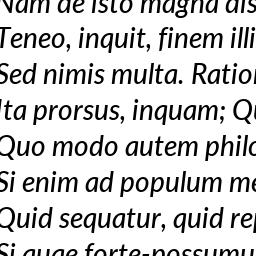 Nam de isto magna dis
Teneo, inquit, finem illi
Sed nimis multa. Ratio
Ita prorsus, inquam; Qu
Quo modo autem philo
Si enim ad populum me
Quid sequatur, quid rep
Si quae forte-possumu